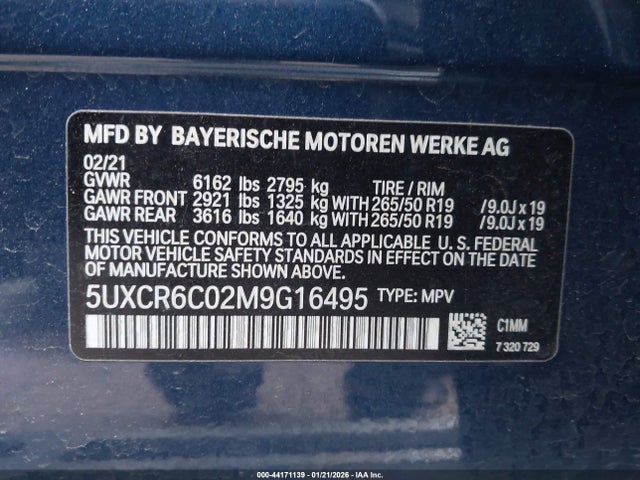 MFD BY BAYERISCHE MOTOREN WERKE AG
02/21
GVWR 6162 lbs 2795 kg TIRE / RIM
GAWR FRONT 2921 lbs 1325 kg WITH 265/50 R19 /9.0J x 19
GAWR REAR 3616 lbs 1640 kg WITH 265/50 R19 /9.0J x 19
THIS VEHICLE CONFORMS TO ALL APPLICABLE U.S. FEDERAL
MOTOR VEHICLE SAFETY STANDARDS IN EFFECT ON THE DATE
OF MANUFACTURE SHOWN ABOVE.
5UXCR6C02M9G16495 TYPE: MPV
C1MM
7 320 729
000-44171139 - 01/21/2026 - IAA Inc.